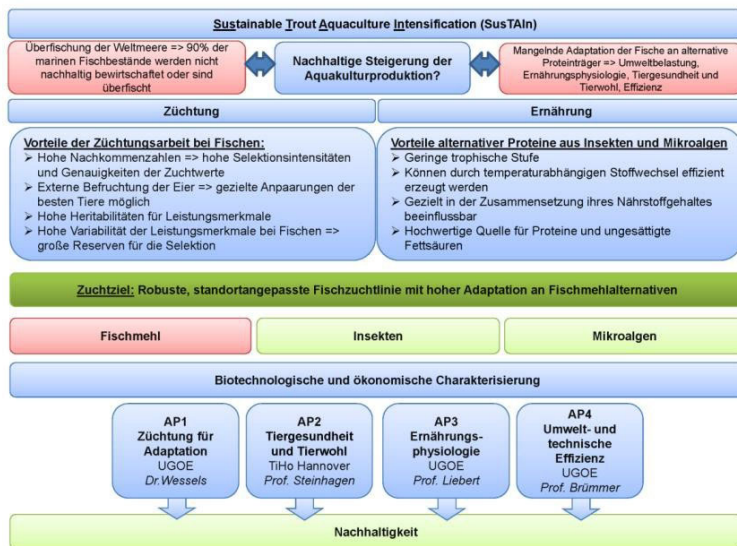 Sustainable Trout Aquaculture Intensification (SusTAIn)
Überfischung der Weltmeere => 90% der
marinen Fischbestände werden nicht
nachhaltig bewirtschaftet oder sind
überfischt
Nachhaltige Steigerung der
Aquakulturproduktion?
Mangelnde Adaptation der Fische an alternative
Proteinträger => Umweltbelastung,
Ernährungsphysiologie, Tiergesundheit und
Tierwohl, Effizienz
Züchtung
Ernährung
Vorteile der Züchtungsarbeit bei Fischen:
➢ Hohe Nachkommenzahlen => hohe Selektionsintensitäten
und Genauigkeiten der Zuchtwerte
➢ Externe Befruchtung der Eier => gezielte Anpaarungen der
besten Tiere möglich
➢ Hohe Heritabilitäten für Leistungsmerkmale
➢ Hohe Variabilität der Leistungsmerkmale bei Fischen =>
große Reserven für die Selektion
Vorteile alternativer Proteine aus Insekten und Mikroalgen
➢ Geringe trophische Stufe
➢ Können durch temperaturabhängigen Stoffwechsel effizient
erzeugt werden
➢ Gezielt in der Zusammensetzung ihres Nährstoffgehaltes
beeinflussbar
➢ Hochwertige Quelle für Proteine und ungesättigte
Fettsäuren
Zuchtziel: Robuste, standortangepasste Fischzuchtlinie mit hoher Adaptation an Fischmehlalternativen
Fischmehl
Insekten
Mikroalgen
Biotechnologische und ökonomische Charakterisierung
AP1
Züchtung für
Adaptation
UGOE
Dr.Wessels
AP2
Tiergesundheit
und Tierwohl
TiHo Hannover
Prof. Steinhagen
AP3
Ernährungs-
physiologie
UGOE
Prof. Liebert
AP4
Umwelt- und
technische
Effizienz
UGOE
Prof. Brümmer
Nachhaltigkeit